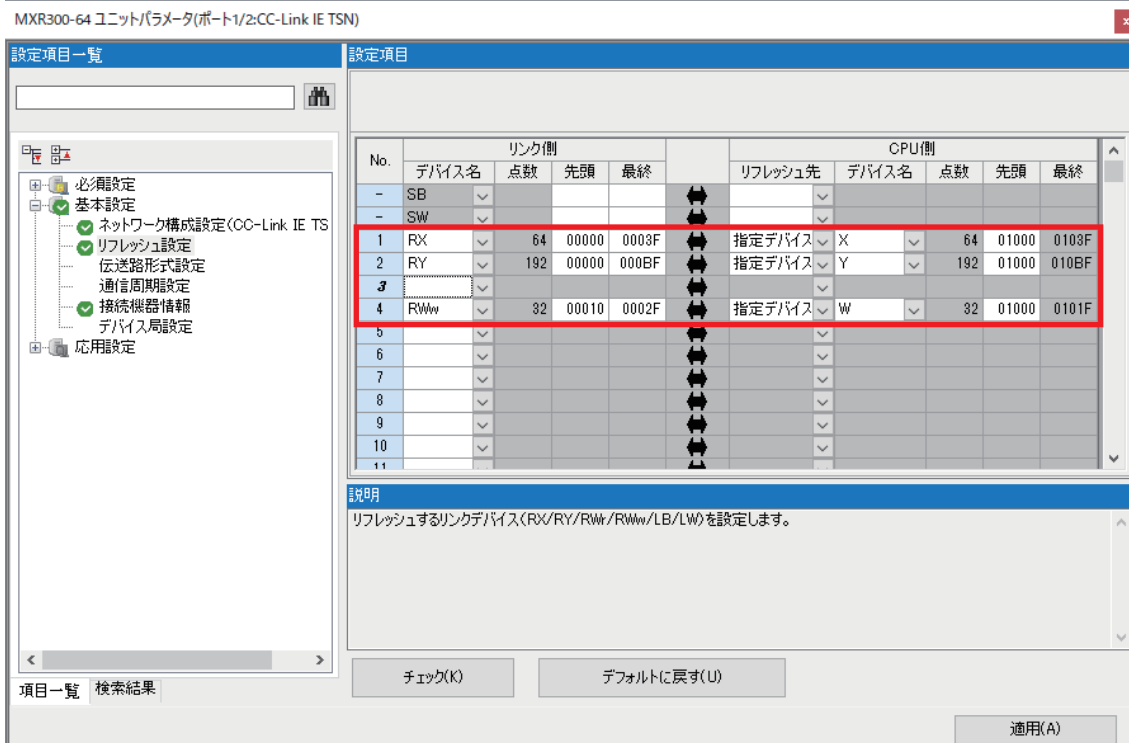 MXR300-64 ユニットパラメータ(ポート1/2:CC-Link IE TSN)
x
設定項目一覧
必須設定
基本設定
ネットワーク構成設定(CC-Link IE TS
リフレッシュ設定
伝送路形式設定
通信周期設定
接続機器情報
デバイス局設定
応用設定
項目一覧 検索結果
設定項目
No. リンク側 CPU側
デバイス名 点数 先頭 最終 リフレッシュ先 デバイス名 点数 先頭 最終
- SB
- SW
1 RX 64 00000 0003F 指定デバイス X 64 01000 0103F
2 RY 192 00000 000BF 指定デバイス Y 192 01000 010BF
3
4 RWw 32 00010 0002F 指定デバイス W 32 01000 0101F
5
6
7
8
9
10
11
説明
リフレッシュするリンクデバイス(RX/RY/RWr/RWw/LB/LW)を設定します。
チェック(K) デフォルトに戻す(U)
適用(A)